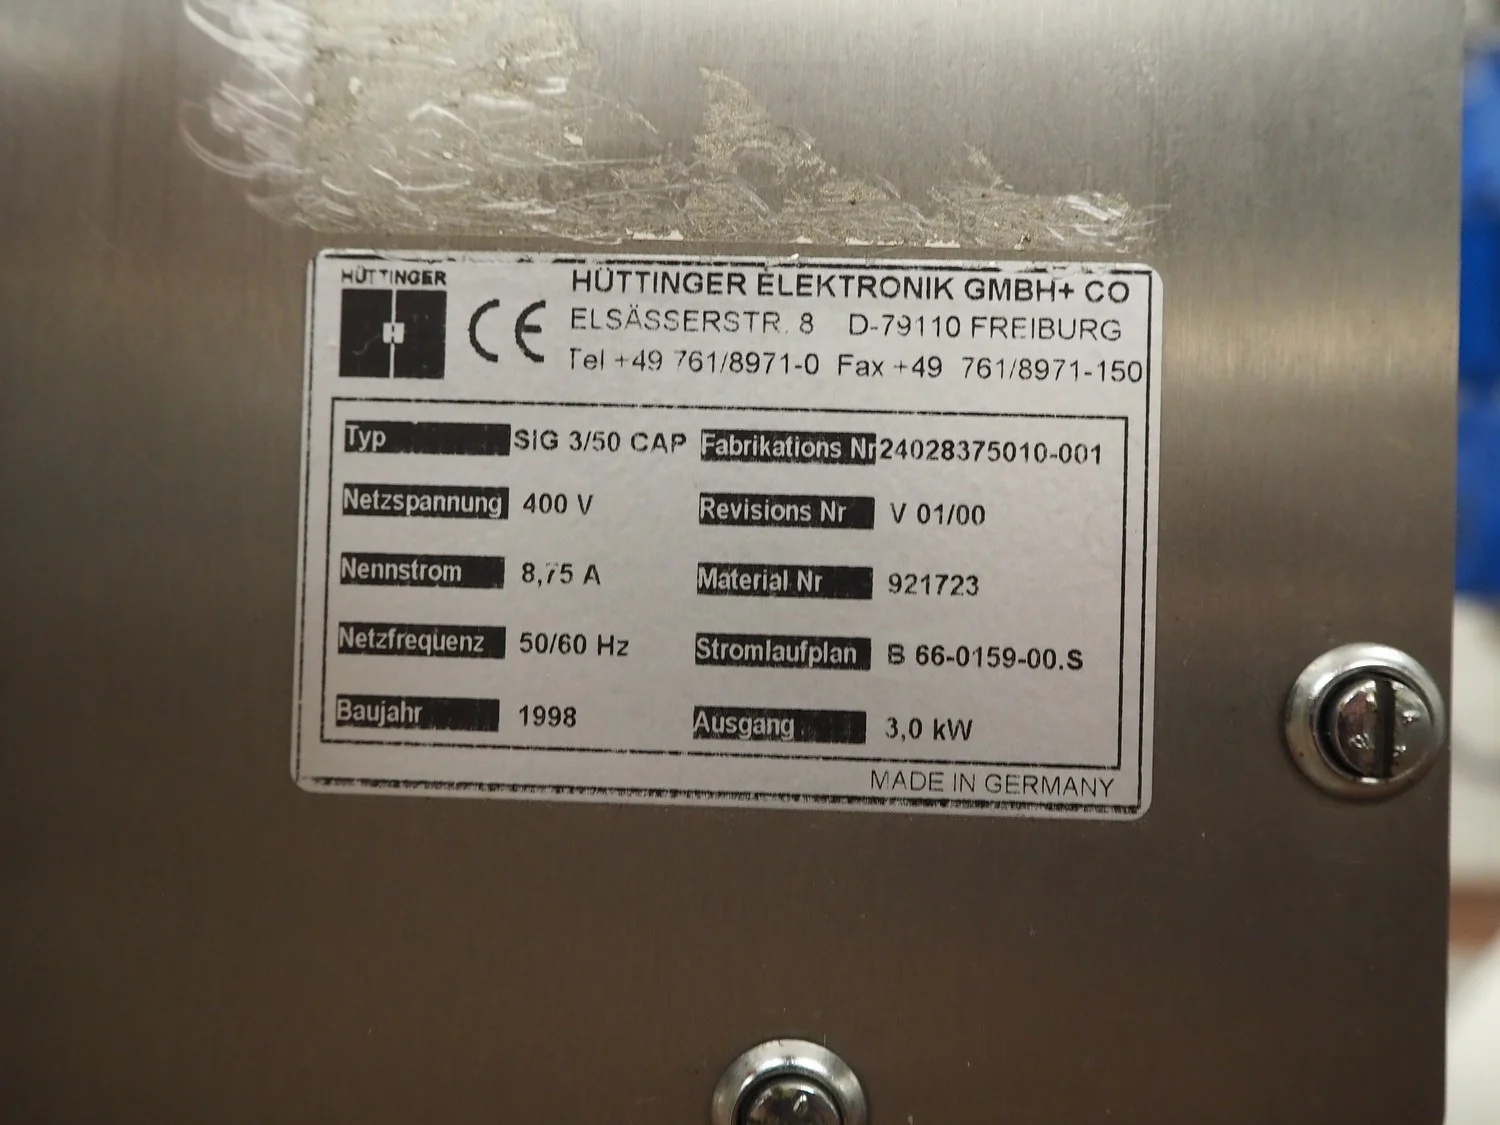 HÜTTINGER
CE
HÜTTINGER ELEKTRONIK GMBH+ CO
ELSÄSSERSTR. 8 D-79110 FREIBURG
Tel +49 761/8971-0 Fax +49 761/8971-150
Typ SIG 3/50 CAP Fabrikations Nr 24028375010-001
Netzspannung 400 V Revisions Nr V 01/00
Nennstrom 8,75 A Material Nr 921723
Netzfrequenz 50/60 Hz Stromlaufplan B 66-0159-00.S
Baujahr 1998 Ausgang 3,0 kW
MADE IN GERMANY